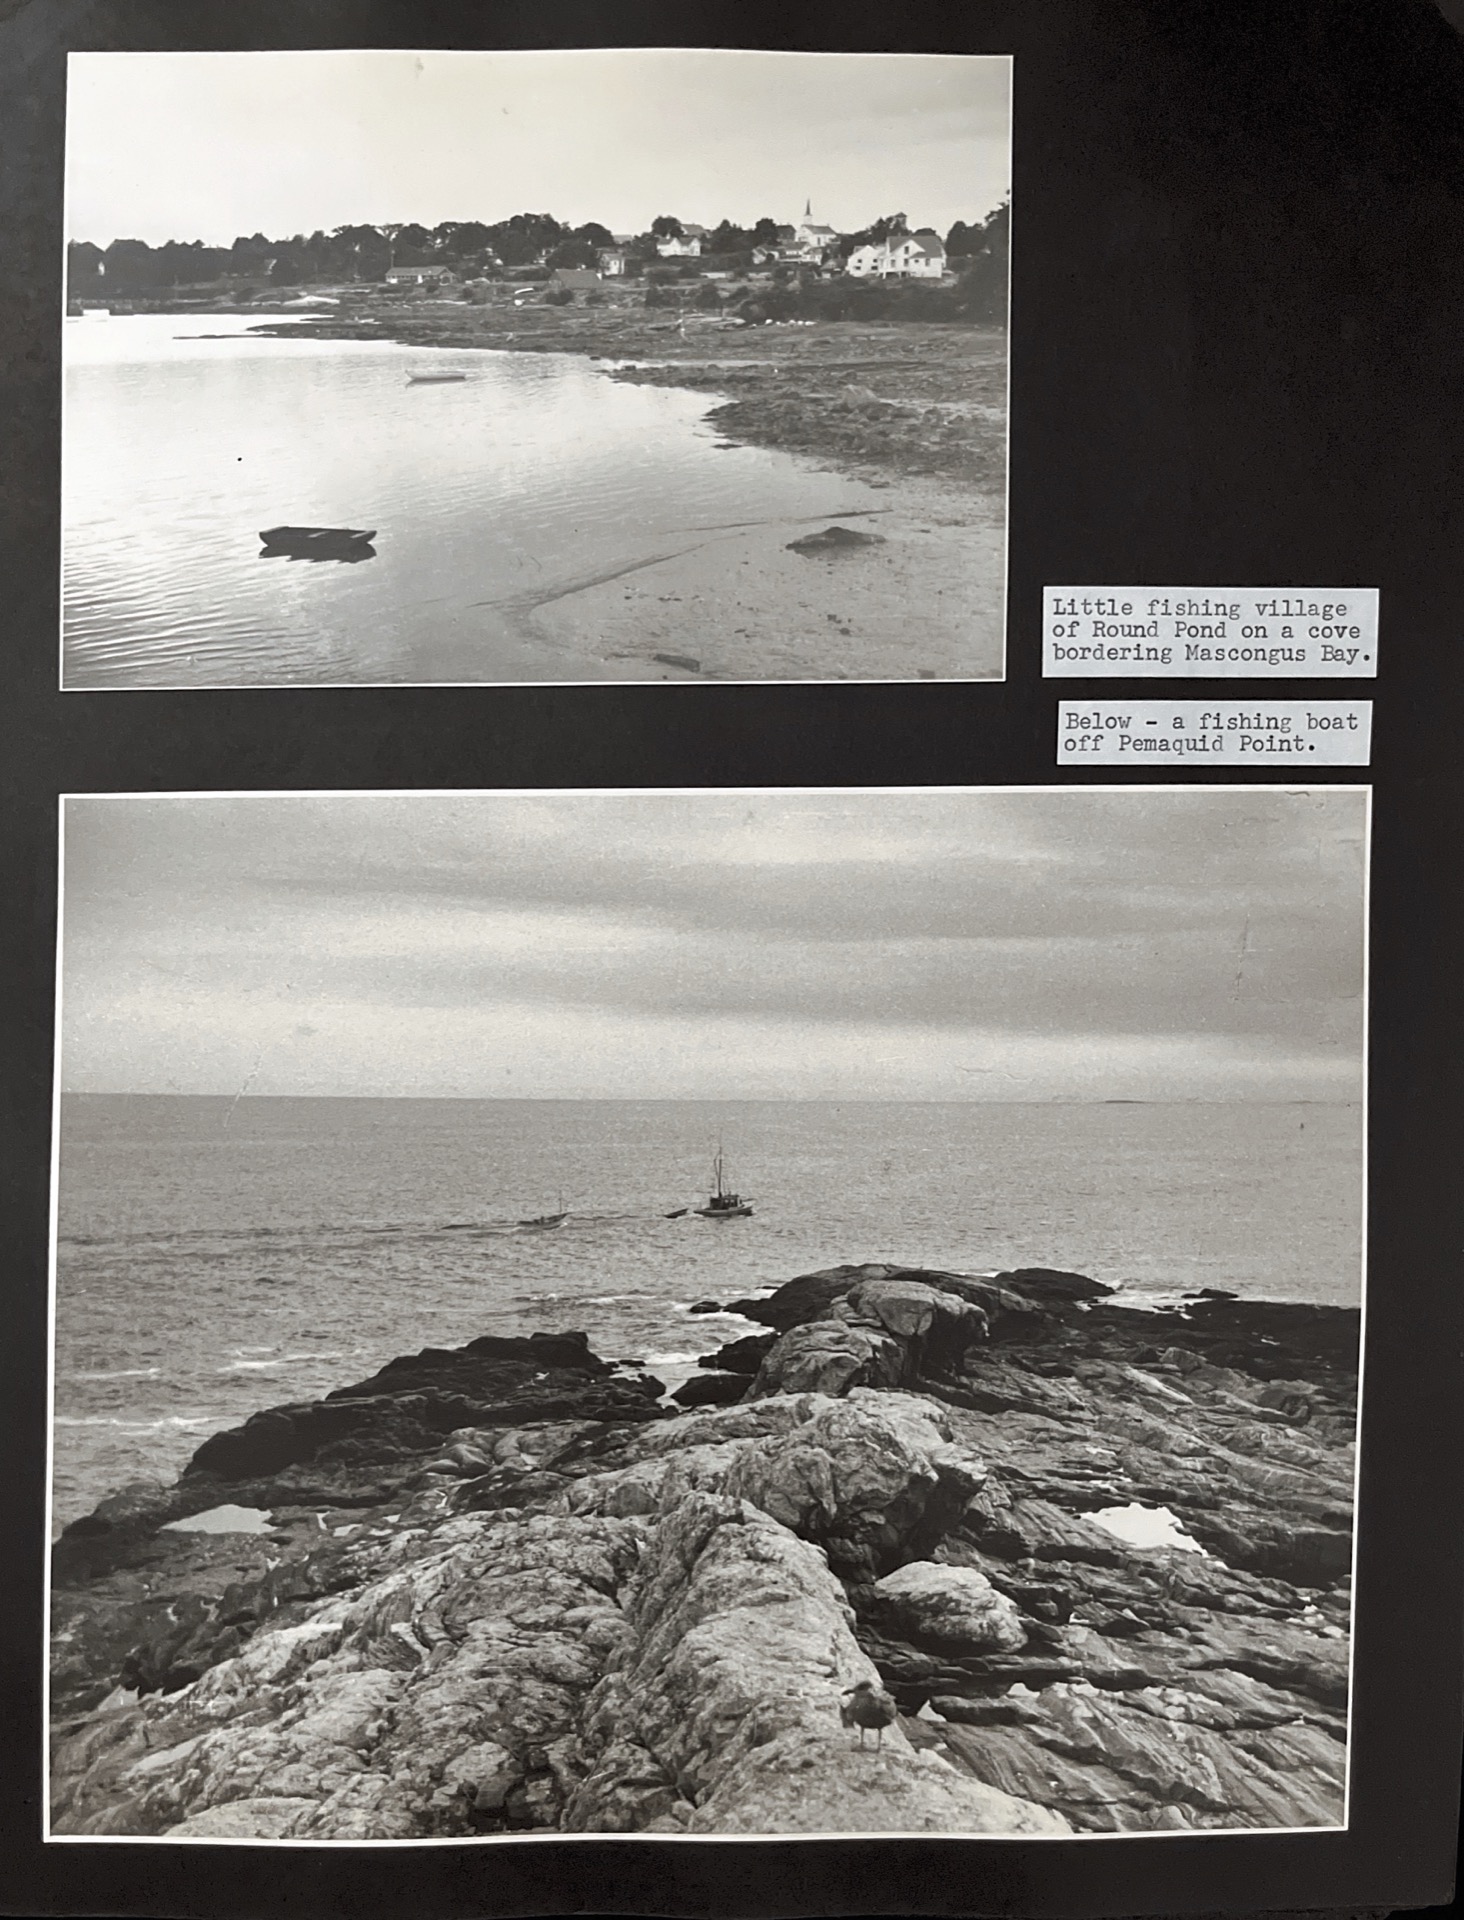 Little fishing village
of Round Pond on a cove
bordering Mascongus Bay.
Below - a fishing boat
off Pemaquid Point.